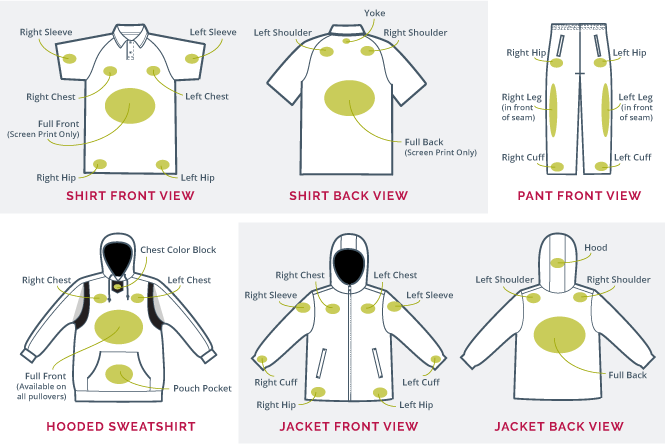 Right Sleeve
Left Sleeve
Right Chest
Left Chest
Full Front
(Screen Print Only)
Right Hip
Left Hip
SHIRT FRONT VIEW
Yoke
Left Shoulder
Right Shoulder
Full Back
(Screen Print Only)
SHIRT BACK VIEW
Right Hip
Left Hip
Right Leg
(in front
of seam)
Left Leg
(in front
of seam)
Right Cuff
Left Cuff
PANT FRONT VIEW
Chest Color Block
Right Chest
Left Chest
Full Front
(Available on
all pullovers)
Pouch Pocket
HOODED SWEATSHIRT
Right Chest
Left Chest
Right Sleeve
Left Sleeve
Right Cuff
Left Cuff
Right Hip
Left Hip
JACKET FRONT VIEW
Hood
Left Shoulder
Right Shoulder
Full Back
JACKET BACK VIEW